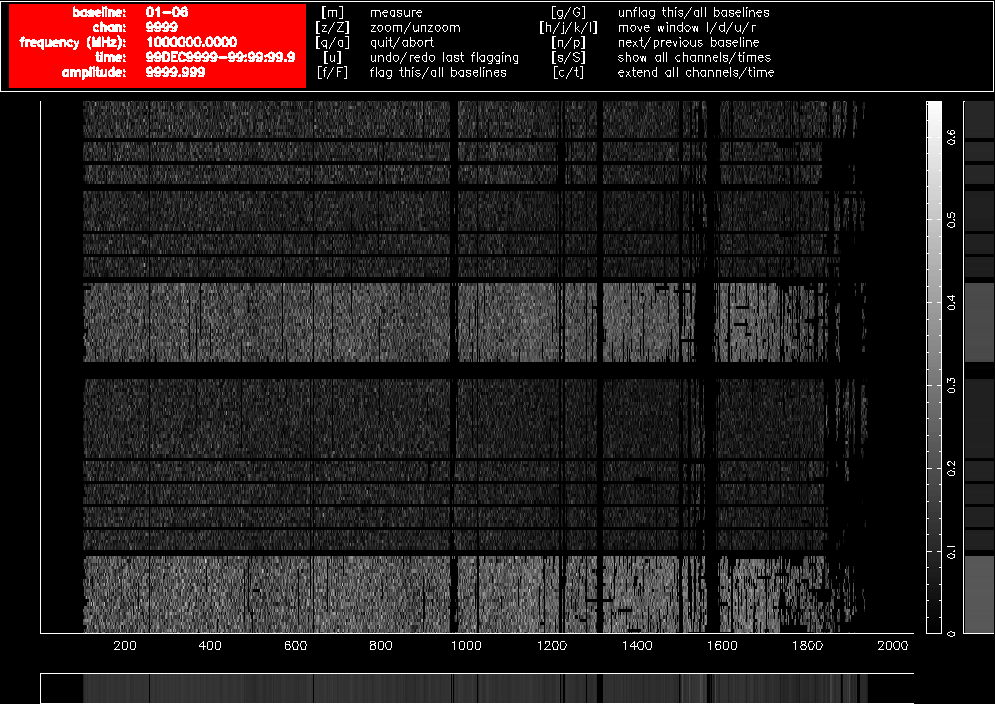 baseline: 01-06 [m] measure [g/G] unflag this/all baselines
chan: 9999 [z/Z] zoom/unzoom [h/j/k/l] move window l/d/u/r
frequency (MHz): 1000000.0000 [q/a] quit/abort [n/p] next/previous baseline
time: 99DEC9999-99:99:99.9 [u] undo/redo last flagging [s/S] show all channels/times
amplitude: 9999.999 [f/F] flag this/all baselines [c/t] extend all channels/time
0.6
0.5
0.4
0.3
0.2
0.1
0
200 400 600 800 1000 1200 1400 1600 1800 2000